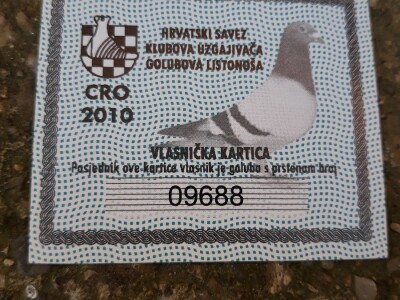 HRVATSKI SAVEZ
KLUBOVA UZGAJIVAČA
GOLUBOVA LISTONOŠA
CRO
2010
VLASNIČKA KARTICA
Posjednik ove kartice vlasnik je goluba s prstenom broj
09688